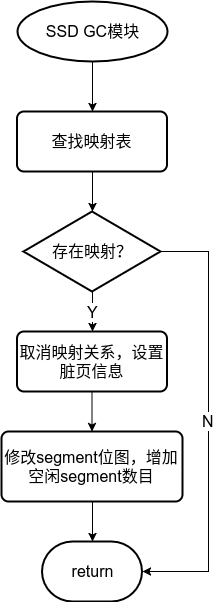 SSD GC模块
查找映射表
存在映射？
Y
取消映射关系，设置
脏页信息
N
修改segment位图，增加
空闲segment数目
return